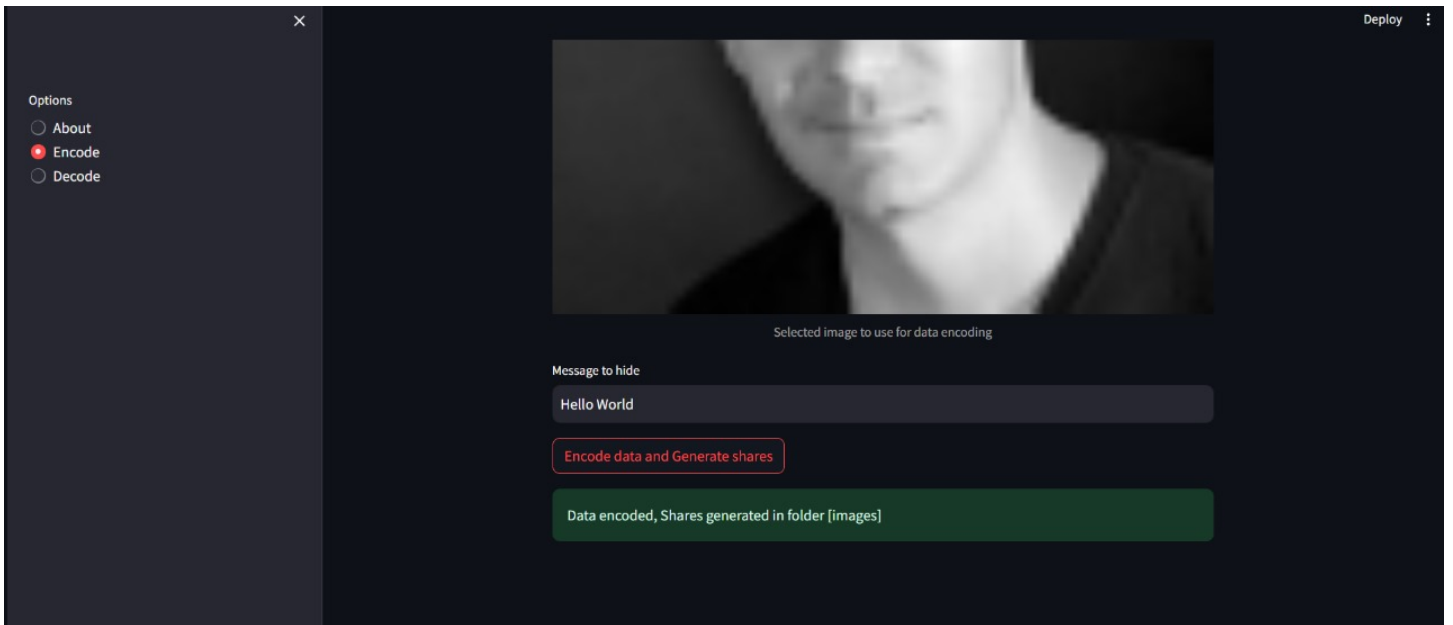 Deploy
Options
About
Encode
Decode
Selected image to use for data encoding
Message to hide
Hello World
Encode data and Generate shares
Data encoded, Shares generated in folder [images]